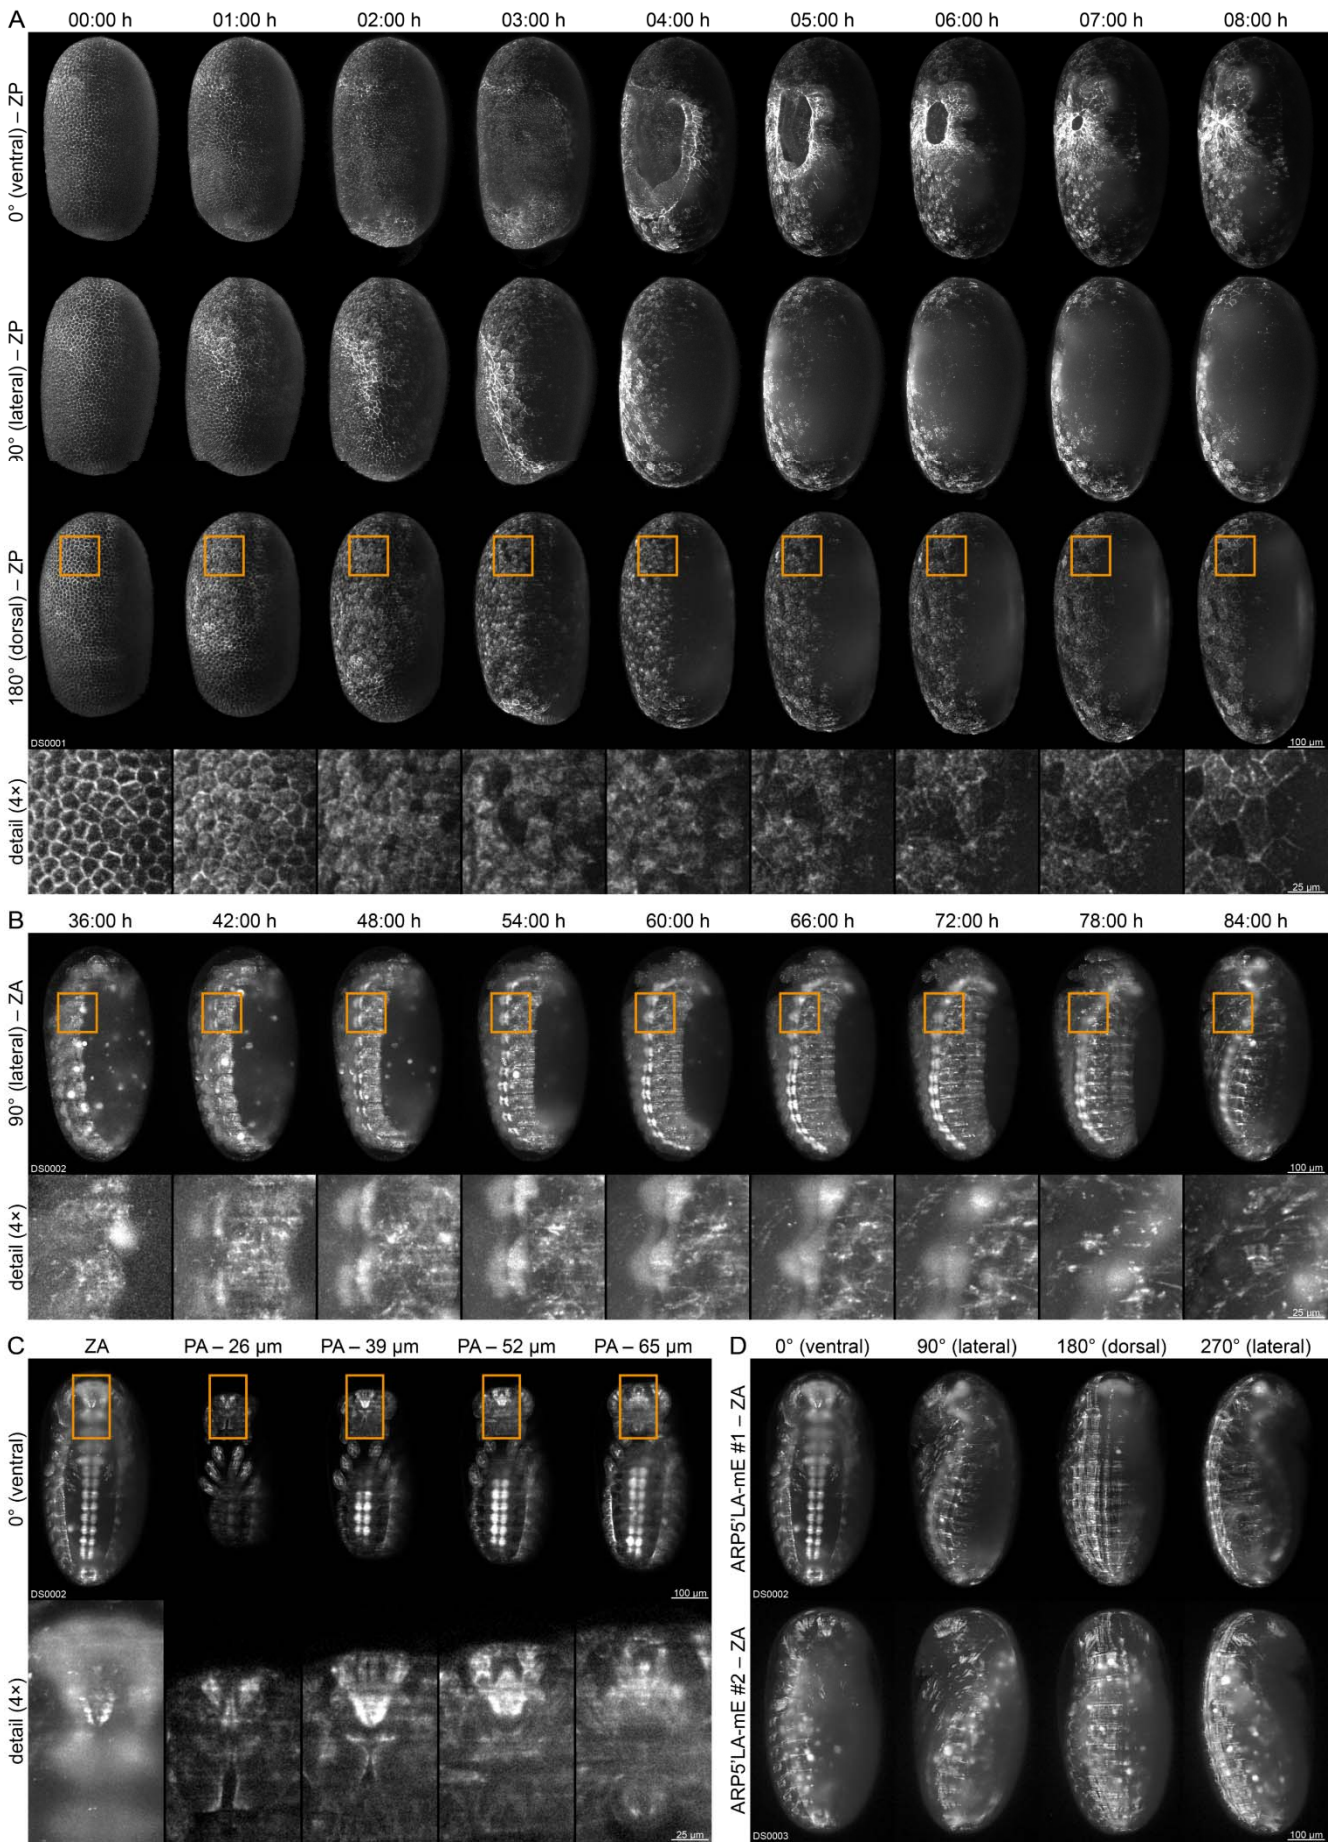 A 00:00 h 01:00 h 02:00 h 03:00 h 04:00 h 05:00 h 06:00 h 07:00 h 08:00 h
0° (ventral) – ZP
90° (lateral) – ZP
180° (dorsal) – ZP
DS0001
100 µm
detail (4×)
25 µm
B 36:00 h 42:00 h 48:00 h 54:00 h 60:00 h 66:00 h 72:00 h 78:00 h 84:00 h
90° (lateral) – ZA
DS0002
100 µm
detail (4×)
25 µm
C ZA PA – 26 µm PA – 39 µm PA – 52 µm PA – 65 µm
0° (ventral)
DS0002
100 µm
detail (4×)
25 µm
D 0° (ventral) 90° (lateral) 180° (dorsal) 270° (lateral)
ARP5'LA-mE #1 – ZA
DS0002
ARP5'LA-mE #2 – ZA
DS0003
100 µm